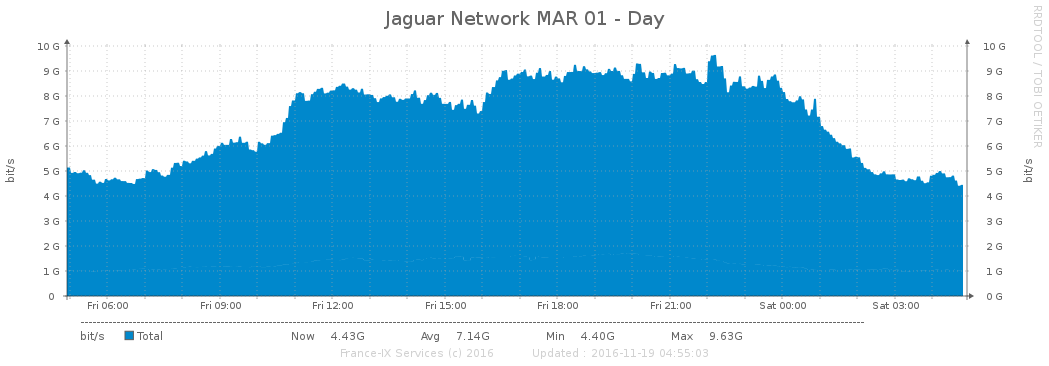 Jaguar Network MAR 01 - Day
RRDTOOL / TOBI OETIKER
10 G 10 G
9 G 9 G
8 G 8 G
7 G 7 G
6 G 6 G
5 G 5 G
4 G 4 G
3 G 3 G
2 G 2 G
1 G 1 G
0 0 G
bit/s
bit/s
Fri 06:00 Fri 09:00 Fri 12:00 Fri 15:00 Fri 18:00 Fri 21:00 Sat 00:00 Sat 03:00
bit/s Total Now 4.43G Avg 7.14G Min 4.40G Max 9.63G
France-IX Services (c) 2016 Updated : 2016-11-19 04:55:03